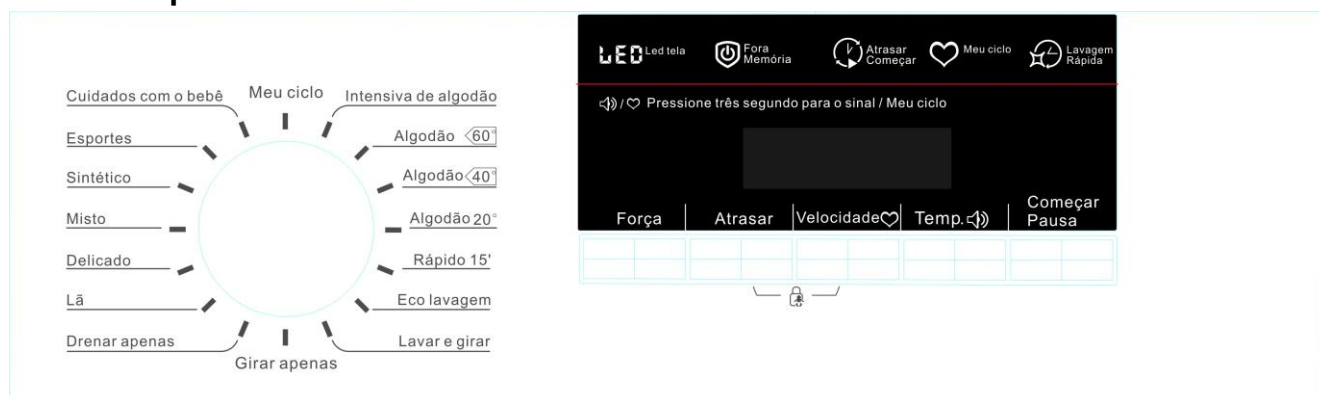 Meu ciclo
Cuidados com o bebê
Esportes
Sintético
Misto
Delicado
Lã
Drenar apenas
Girar apenas
Intensiva de algodão
Algodão 60°
Algodão 40°
Algodão 20°
Rápido 15'
Eco lavagem
Lavar e girar
LED Led tela
Fora
Memória
Atrasar
Começar
Meu ciclo
Lavagem
Rápida
Pressione três segundo para o sinal / Meu ciclo
Força
Atrasar
Velocidade
Temp.
Começar
Pausa